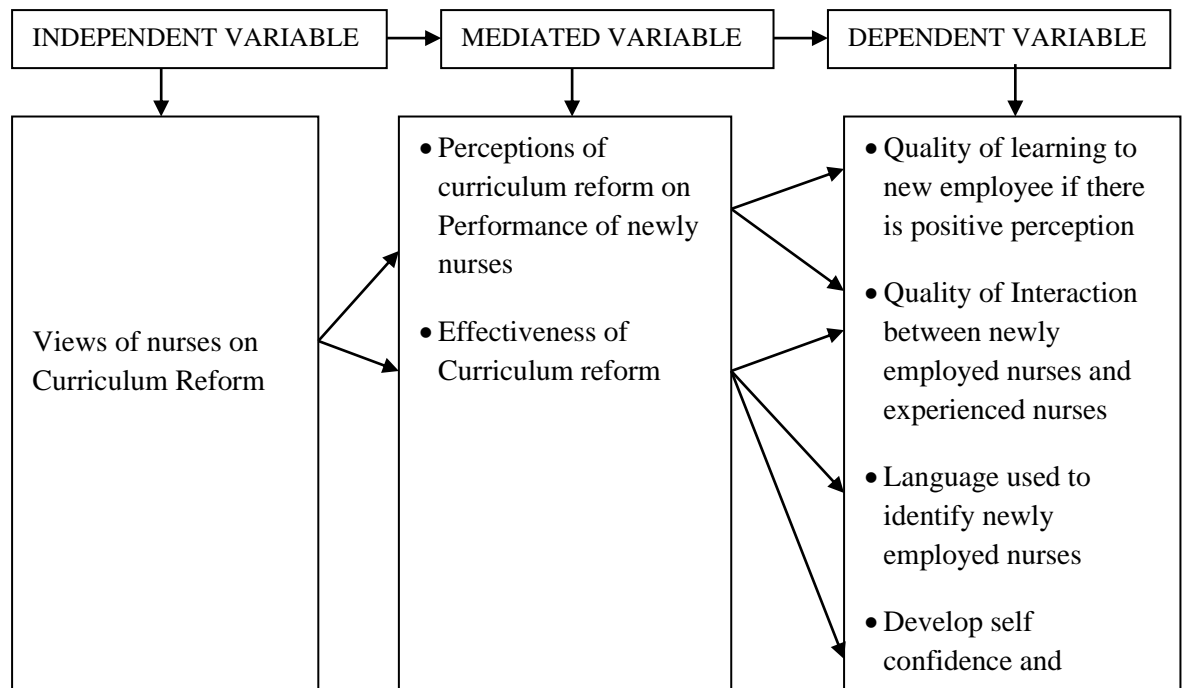 INDEPENDENT VARIABLE
MEDIATED VARIABLE
DEPENDENT VARIABLE
Views of nurses on
Curriculum Reform
• Perceptions of
curriculum reform on
Performance of newly
nurses
• Effectiveness of
Curriculum reform
• Quality of learning to
new employee if there
is positive perception
• Quality of Interaction
between newly
employed nurses and
experienced nurses
• Language used to
identify newly
employed nurses
• Develop self
confidence and